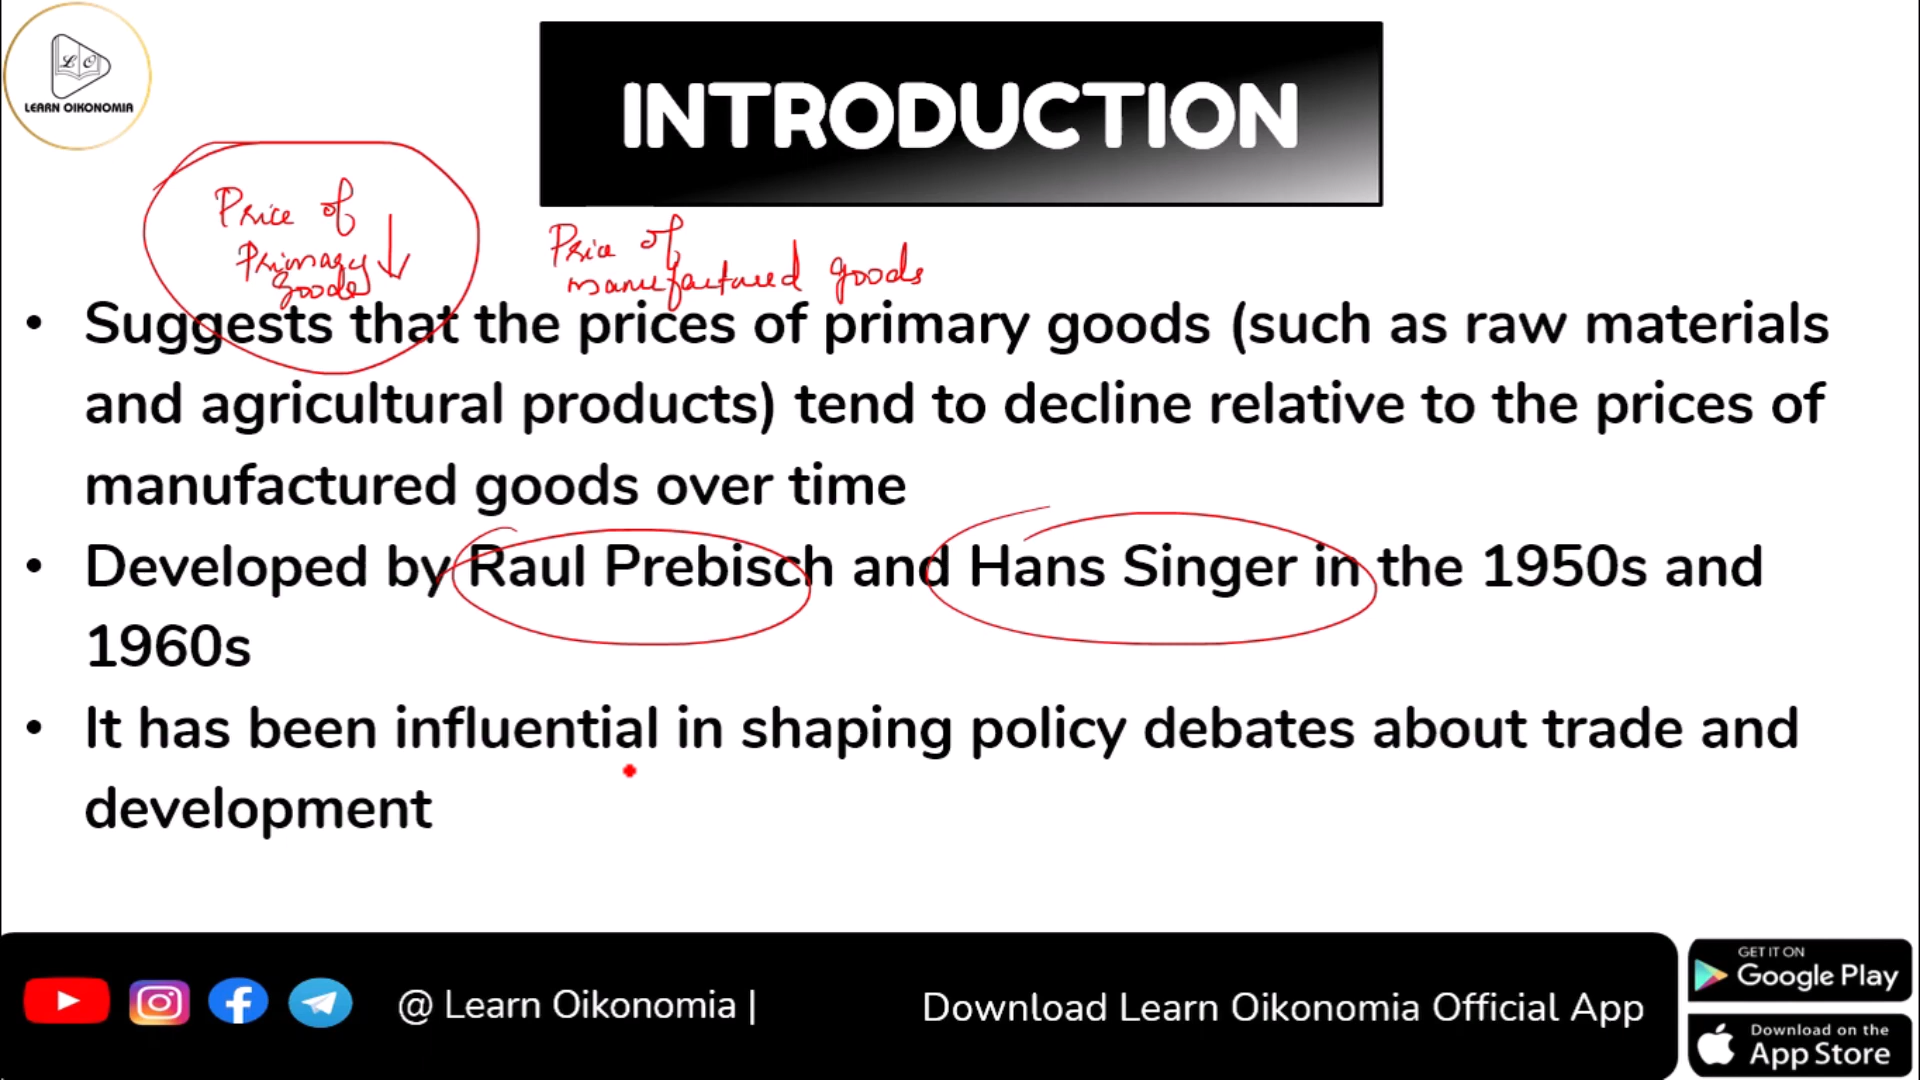 L O
LEARN OIKONOMIA
INTRODUCTION
Price of
Primary
goods
Price of
manufactured goods
• Suggests that the prices of primary goods (such as raw materials
and agricultural products) tend to decline relative to the prices of
manufactured goods over time
• Developed by Raul Prebisch and Hans Singer in the 1950s and
1960s
• It has been influential in shaping policy debates about trade and
development
@ Learn Oikonomia |
Download Learn Oikonomia Official App
GET IT ON
Google Play
Download on the
App Store